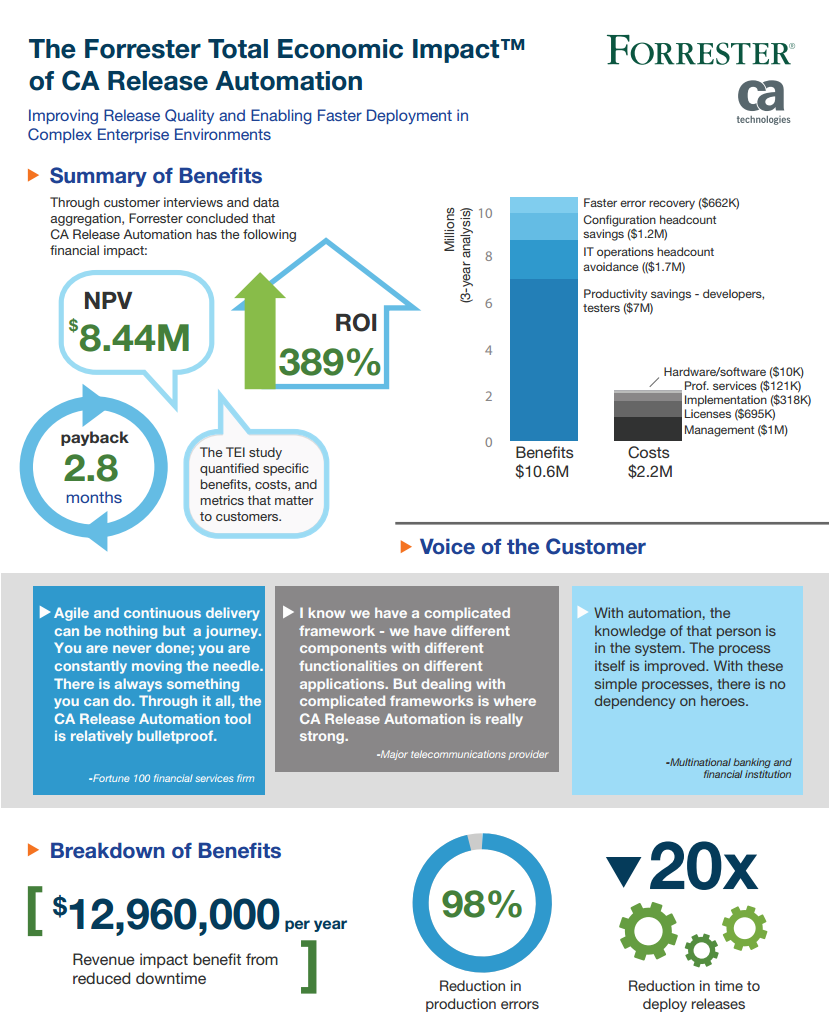 The Forrester Total Economic Impact™
of CA Release Automation
Improving Release Quality and Enabling Faster Deployment in
Complex Enterprise Environments
FORRESTER®
ca
technologies
Summary of Benefits
Through customer interviews and data
aggregation, Forrester concluded that
CA Release Automation has the following
financial impact:
NPV
$8.44M
ROI
389%
payback
2.8
months
The TEI study
quantified specific
benefits, costs, and
metrics that matter
to customers.
Millions
(3-year analysis)
10
8
6
4
2
0
Faster error recovery ($662K)
Configuration headcount
savings ($1.2M)
IT operations headcount
avoidance (($1.7M)
Productivity savings - developers,
testers ($7M)
Hardware/software ($10K)
Prof. services ($121K)
Implementation ($318K)
Licenses ($695K)
Management ($1M)
Benefits
$10.6M
Costs
$2.2M
Voice of the Customer
Agile and continuous delivery
can be nothing but a journey.
You are never done; you are
constantly moving the needle.
There is always something
you can do. Through it all, the
CA Release Automation tool
is relatively bulletproof.
-Fortune 100 financial services firm
I know we have a complicated
framework - we have different
components with different
functionalities on different
applications. But dealing with
complicated frameworks is where
CA Release Automation is really
strong.
-Major telecommunications provider
With automation, the
knowledge of that person is
in the system. The process
itself is improved. With these
simple processes, there is no
dependency on heroes.
-Multinational banking and
financial institution
Breakdown of Benefits
[ $12,960,000 per year
Revenue impact benefit from
reduced downtime ]
98%
Reduction in
production errors
20x
Reduction in time to
deploy releases